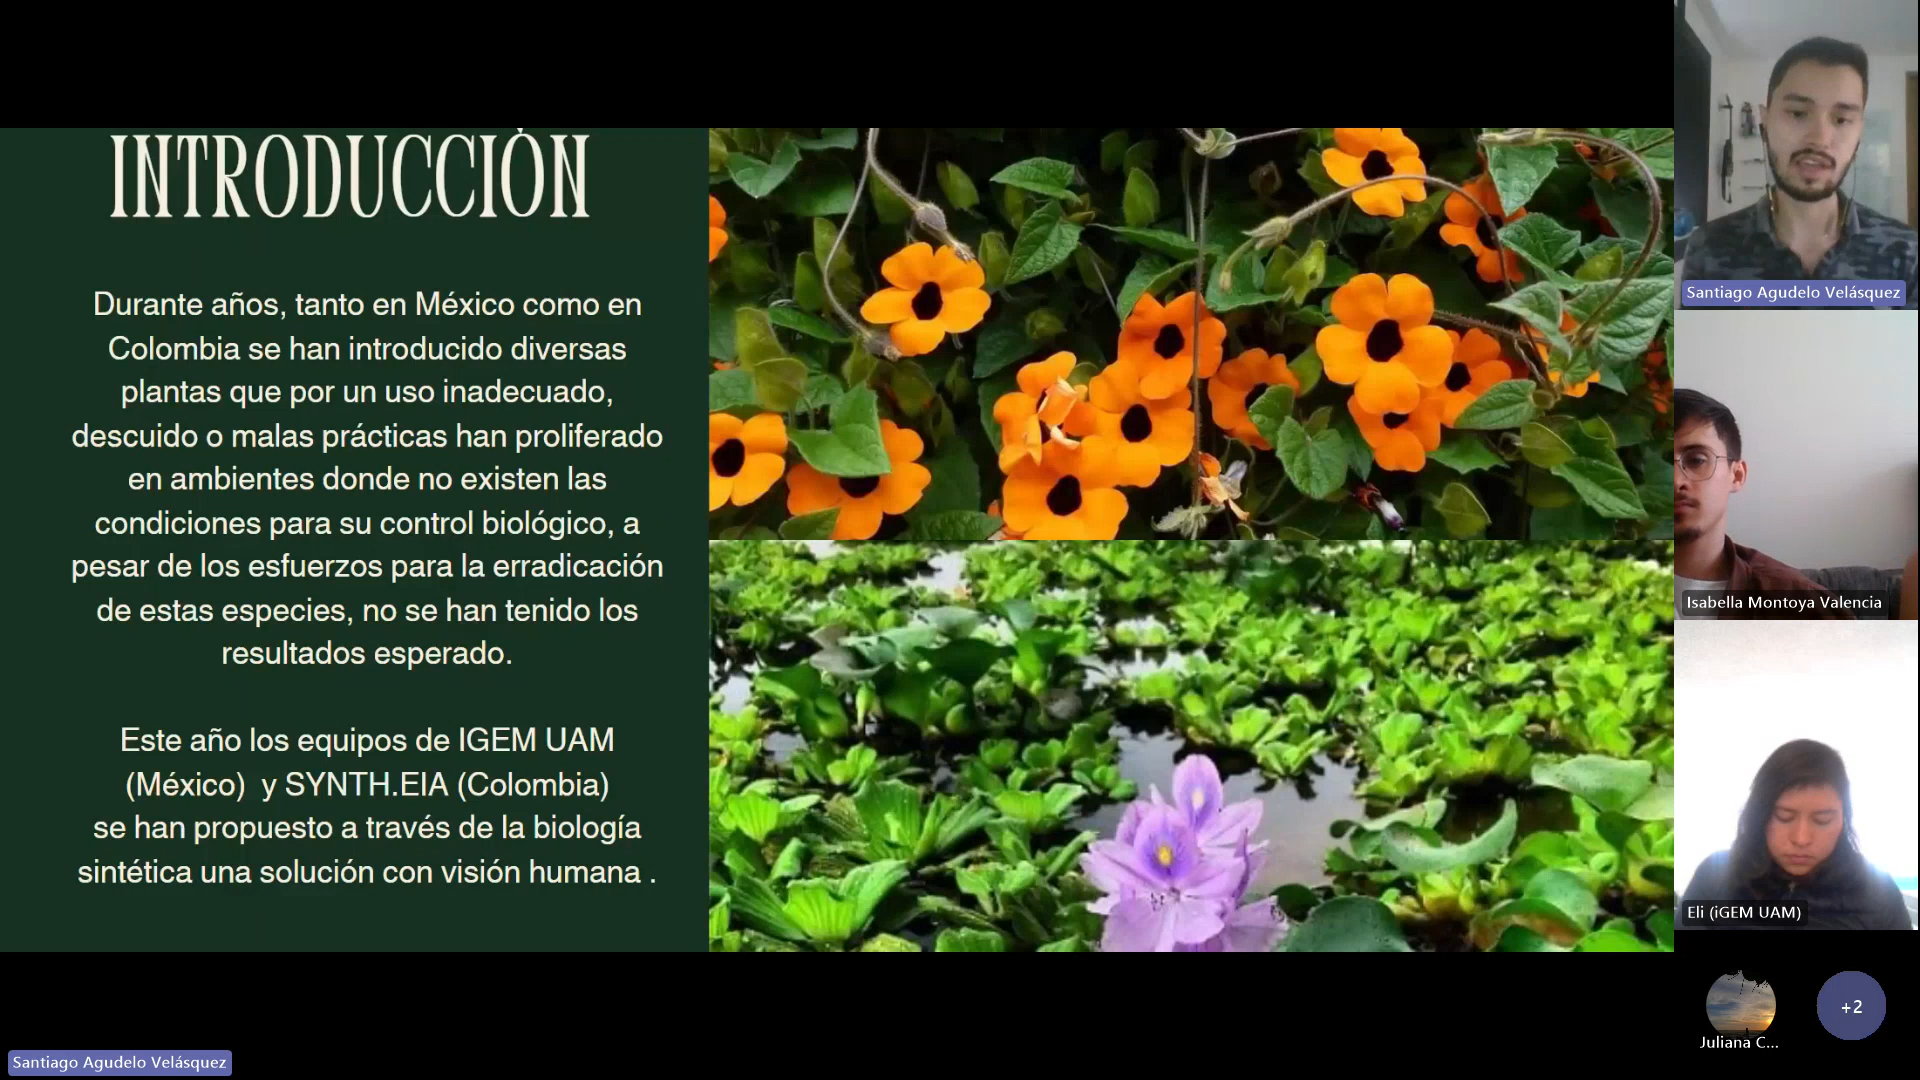 INTRODUCCIÓN
Durante años, tanto en México como en
Colombia se han introducido diversas
plantas que por un uso inadecuado,
descuido o malas prácticas han proliferado
en ambientes donde no existen las
condiciones para su control biológico, a
pesar de los esfuerzos para la erradicación
de estas especies, no se han tenido los
resultados esperado.
Este año los equipos de IGEM UAM
(México) y SYNTH.EIA (Colombia)
se han propuesto a través de la biología
sintética una solución con visión humana .
Santiago Agudelo Velásquez
Isabella Montoya Valencia
Eli (iGEM UAM)
Juliana C...
+2
Santiago Agudelo Velásquez